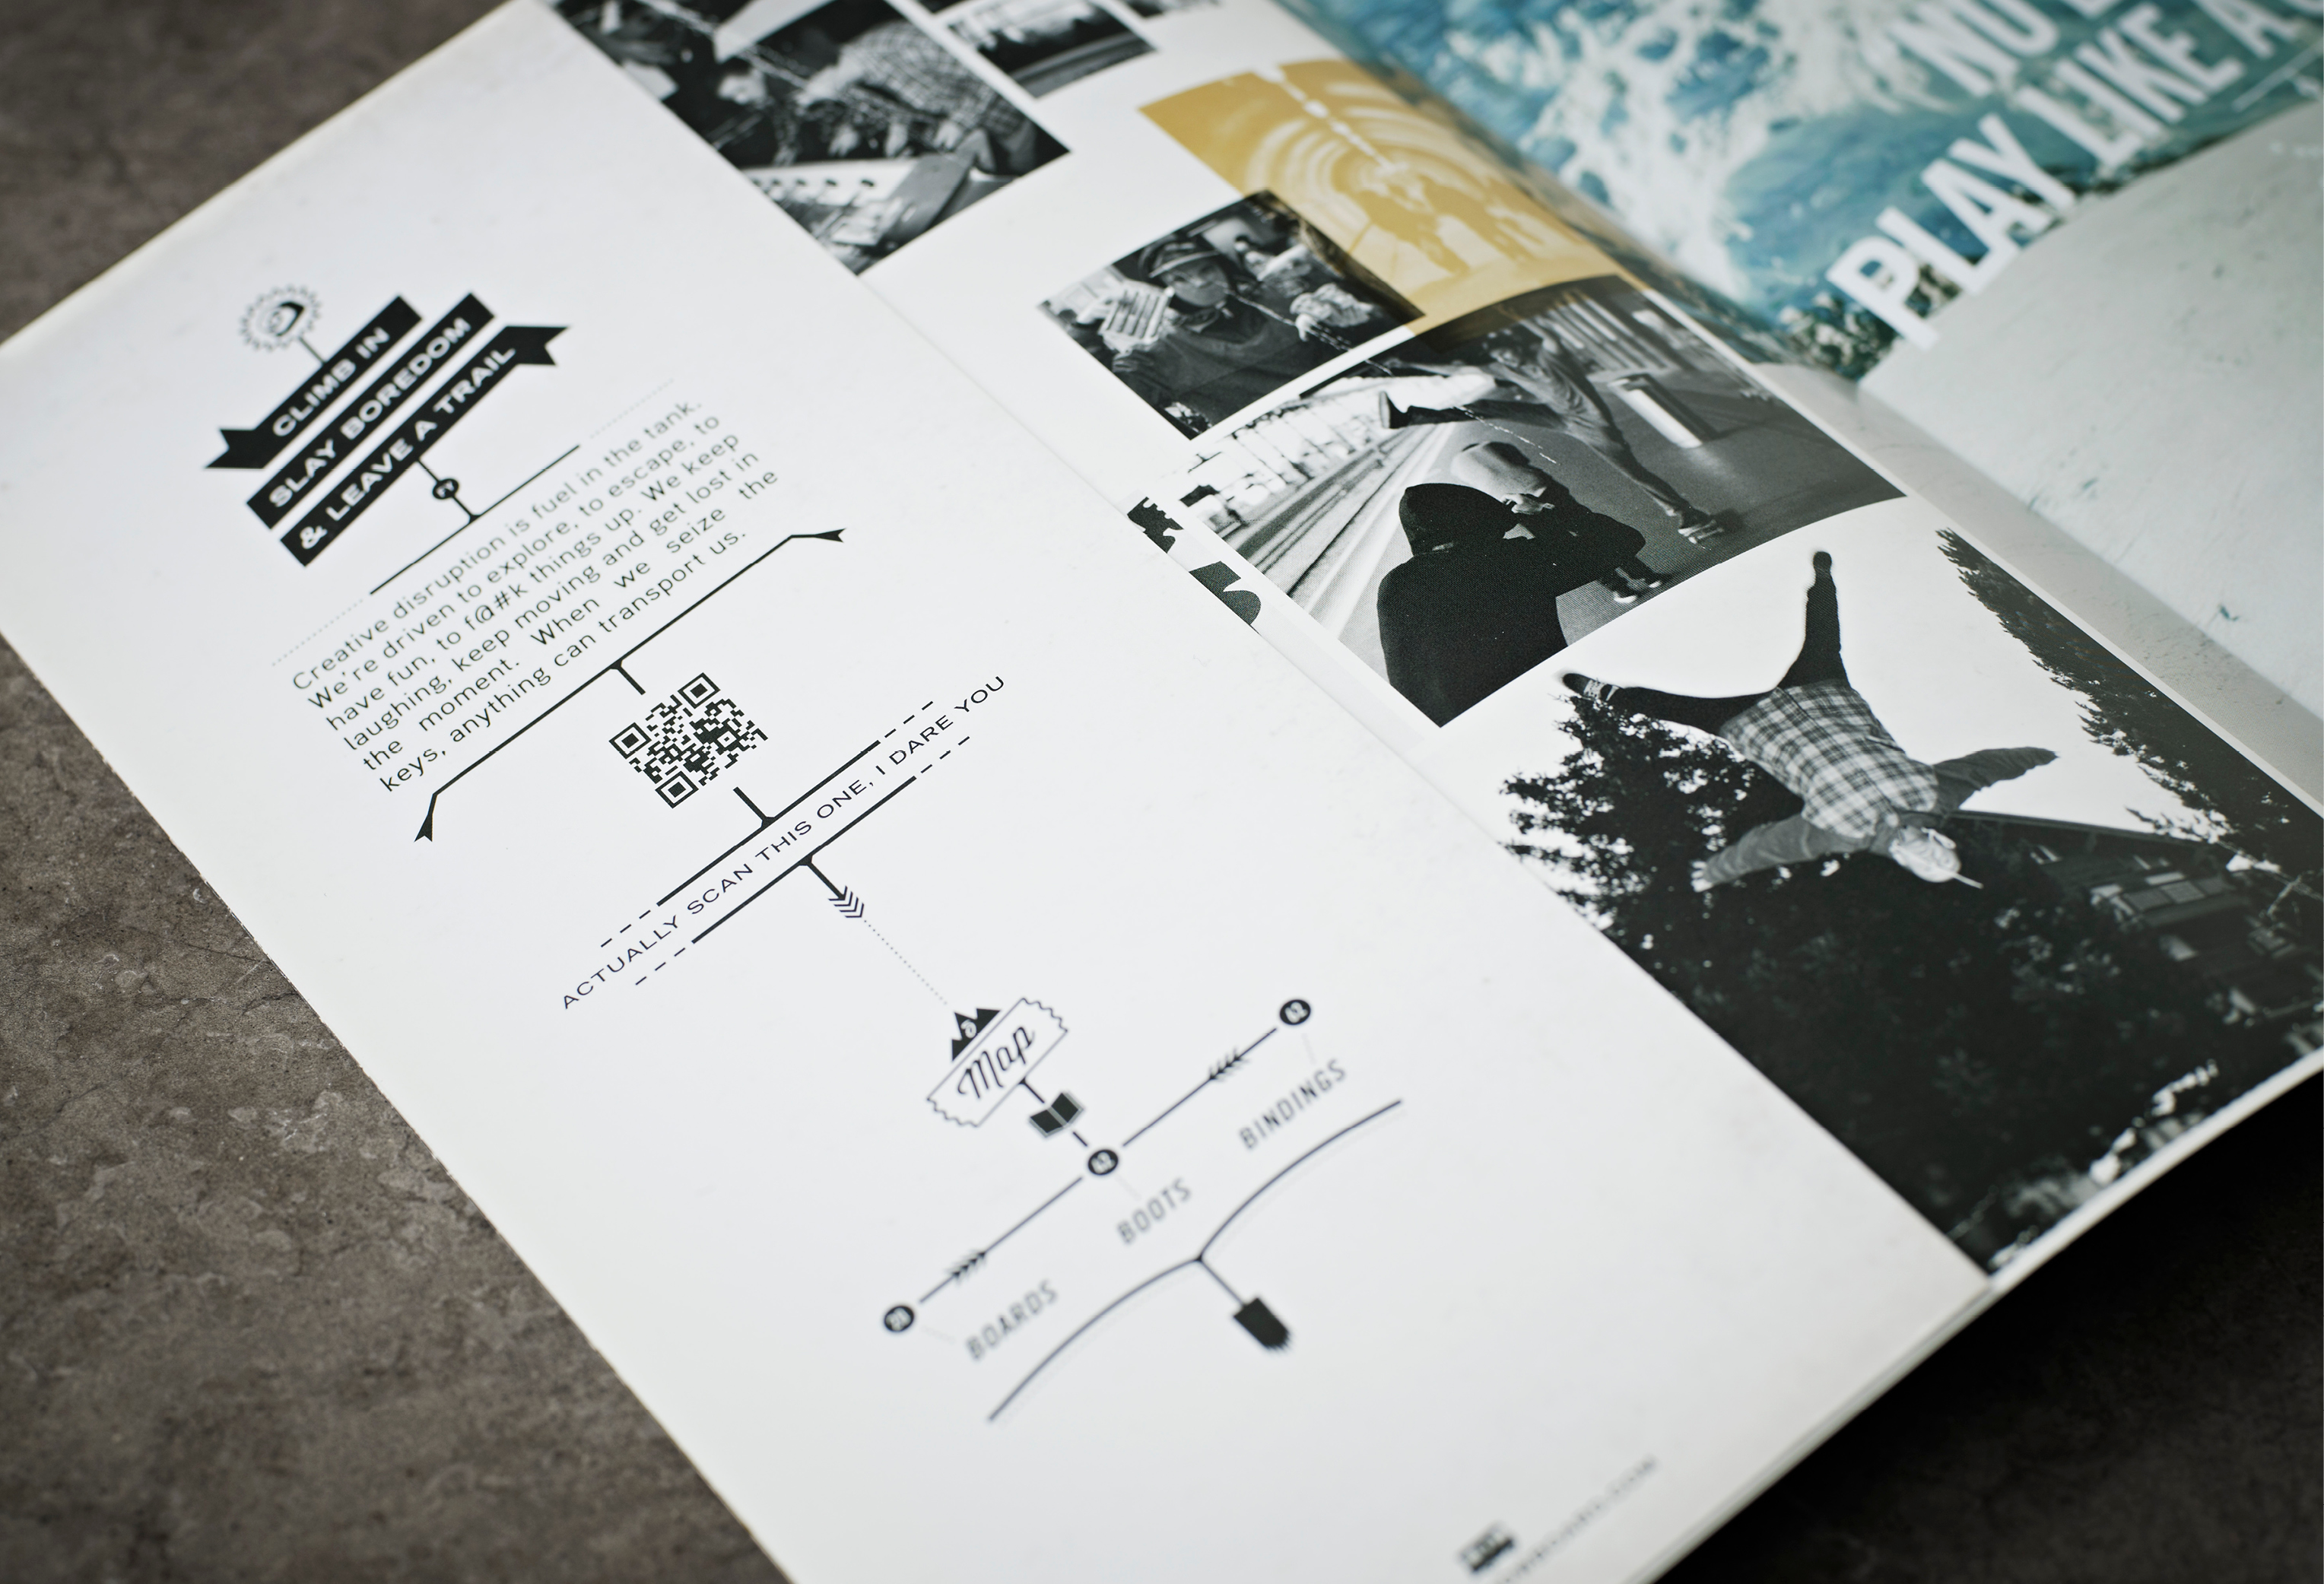 CLIMB IN
SLAY BOREDOM
& LEAVE A TRAIL
Creative disruption is fuel in the tank.
We're driven to explore, to escape, to
have fun, to f@#k things up. We keep
laughing, keep moving and get lost in
the moment. When we seize the
keys, anything can transport us.
ACTUALLY SCAN THIS ONE, I DARE YOU
Map
BOARDS
BOOTS
BINDINGS
PLAY LIKE A